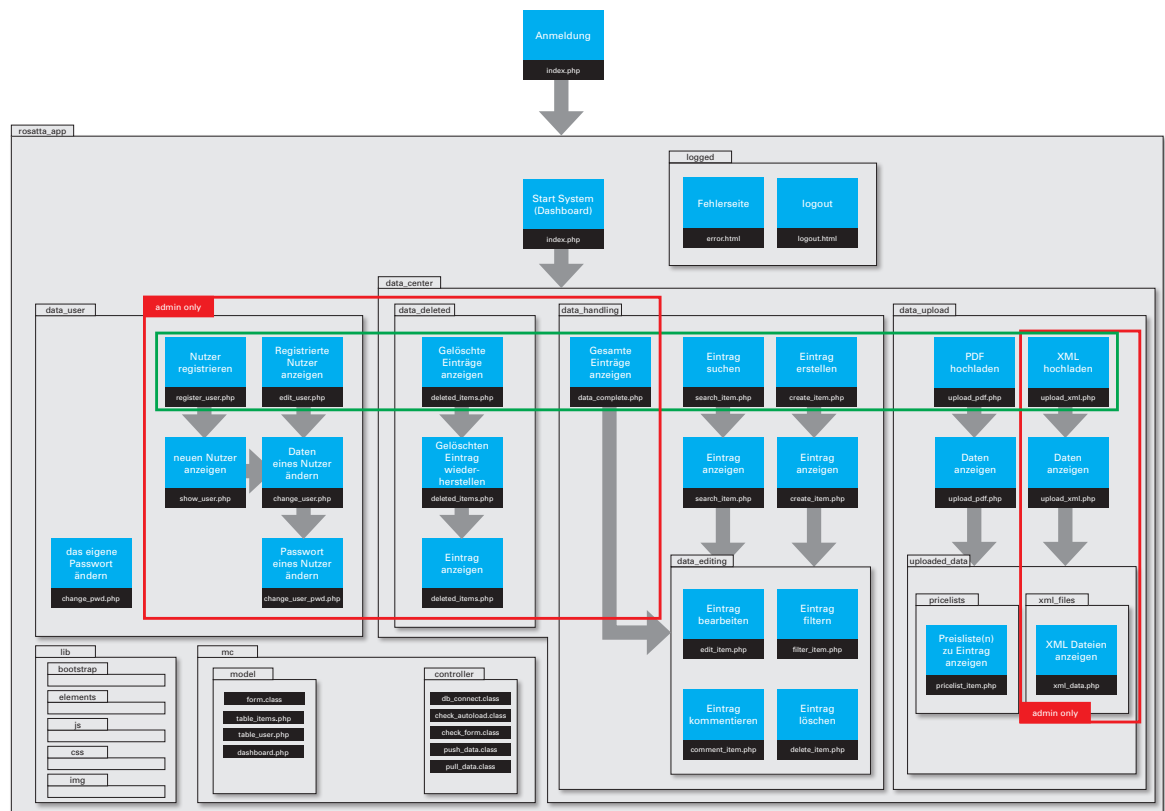 Anmeldung
index.php
rosatta_app
logged
Fehlerseite
error.html
logout
logout.html
Start System
(Dashboard)
index.php
data_center
data_user
admin only
data_deleted
data_handling
data_upload
Nutzer
registrieren
register_user.php
Registrierte
Nutzer
anzeigen
edit_user.php
Gelöschte
Einträge
anzeigen
deleted_items.php
Gesamte
Einträge
anzeigen
data_complete.php
Eintrag
suchen
search_item.php
Eintrag
erstellen
create_item.php
PDF
hochladen
upload_pdf.php
XML
hochladen
upload_xml.php
neuen Nutzer
anzeigen
show_user.php
Daten
eines Nutzer
ändern
change_user.php
Gelöschten
Eintrag
wieder-
herstellen
deleted_items.php
Eintrag
anzeigen
search_item.php
Eintrag
anzeigen
create_item.php
Daten
anzeigen
upload_pdf.php
Daten
anzeigen
upload_xml.php
das eigene
Passwort
ändern
change_pwd.php
Passwort
eines Nutzer
ändern
change_user_pwd.php
Eintrag
anzeigen
deleted_items.php
data_editing
uploaded_data
Eintrag
bearbeiten
edit_item.php
Eintrag
filtern
filter_item.php
pricelists
Preisliste(n)
zu Eintrag
anzeigen
pricelist_item.php
xml_files
XML Dateien
anzeigen
xml_data.php
admin only
Eintrag
kommentieren
comment_item.php
Eintrag
löschen
delete_item.php
lib
bootstrap
elements
js
css
img
mc
model
form.class
table_items.php
table_user.php
dashboard.php
controller
db_connect.class
check_autoload.class
check_form.class
push_data.class
pull_data.class